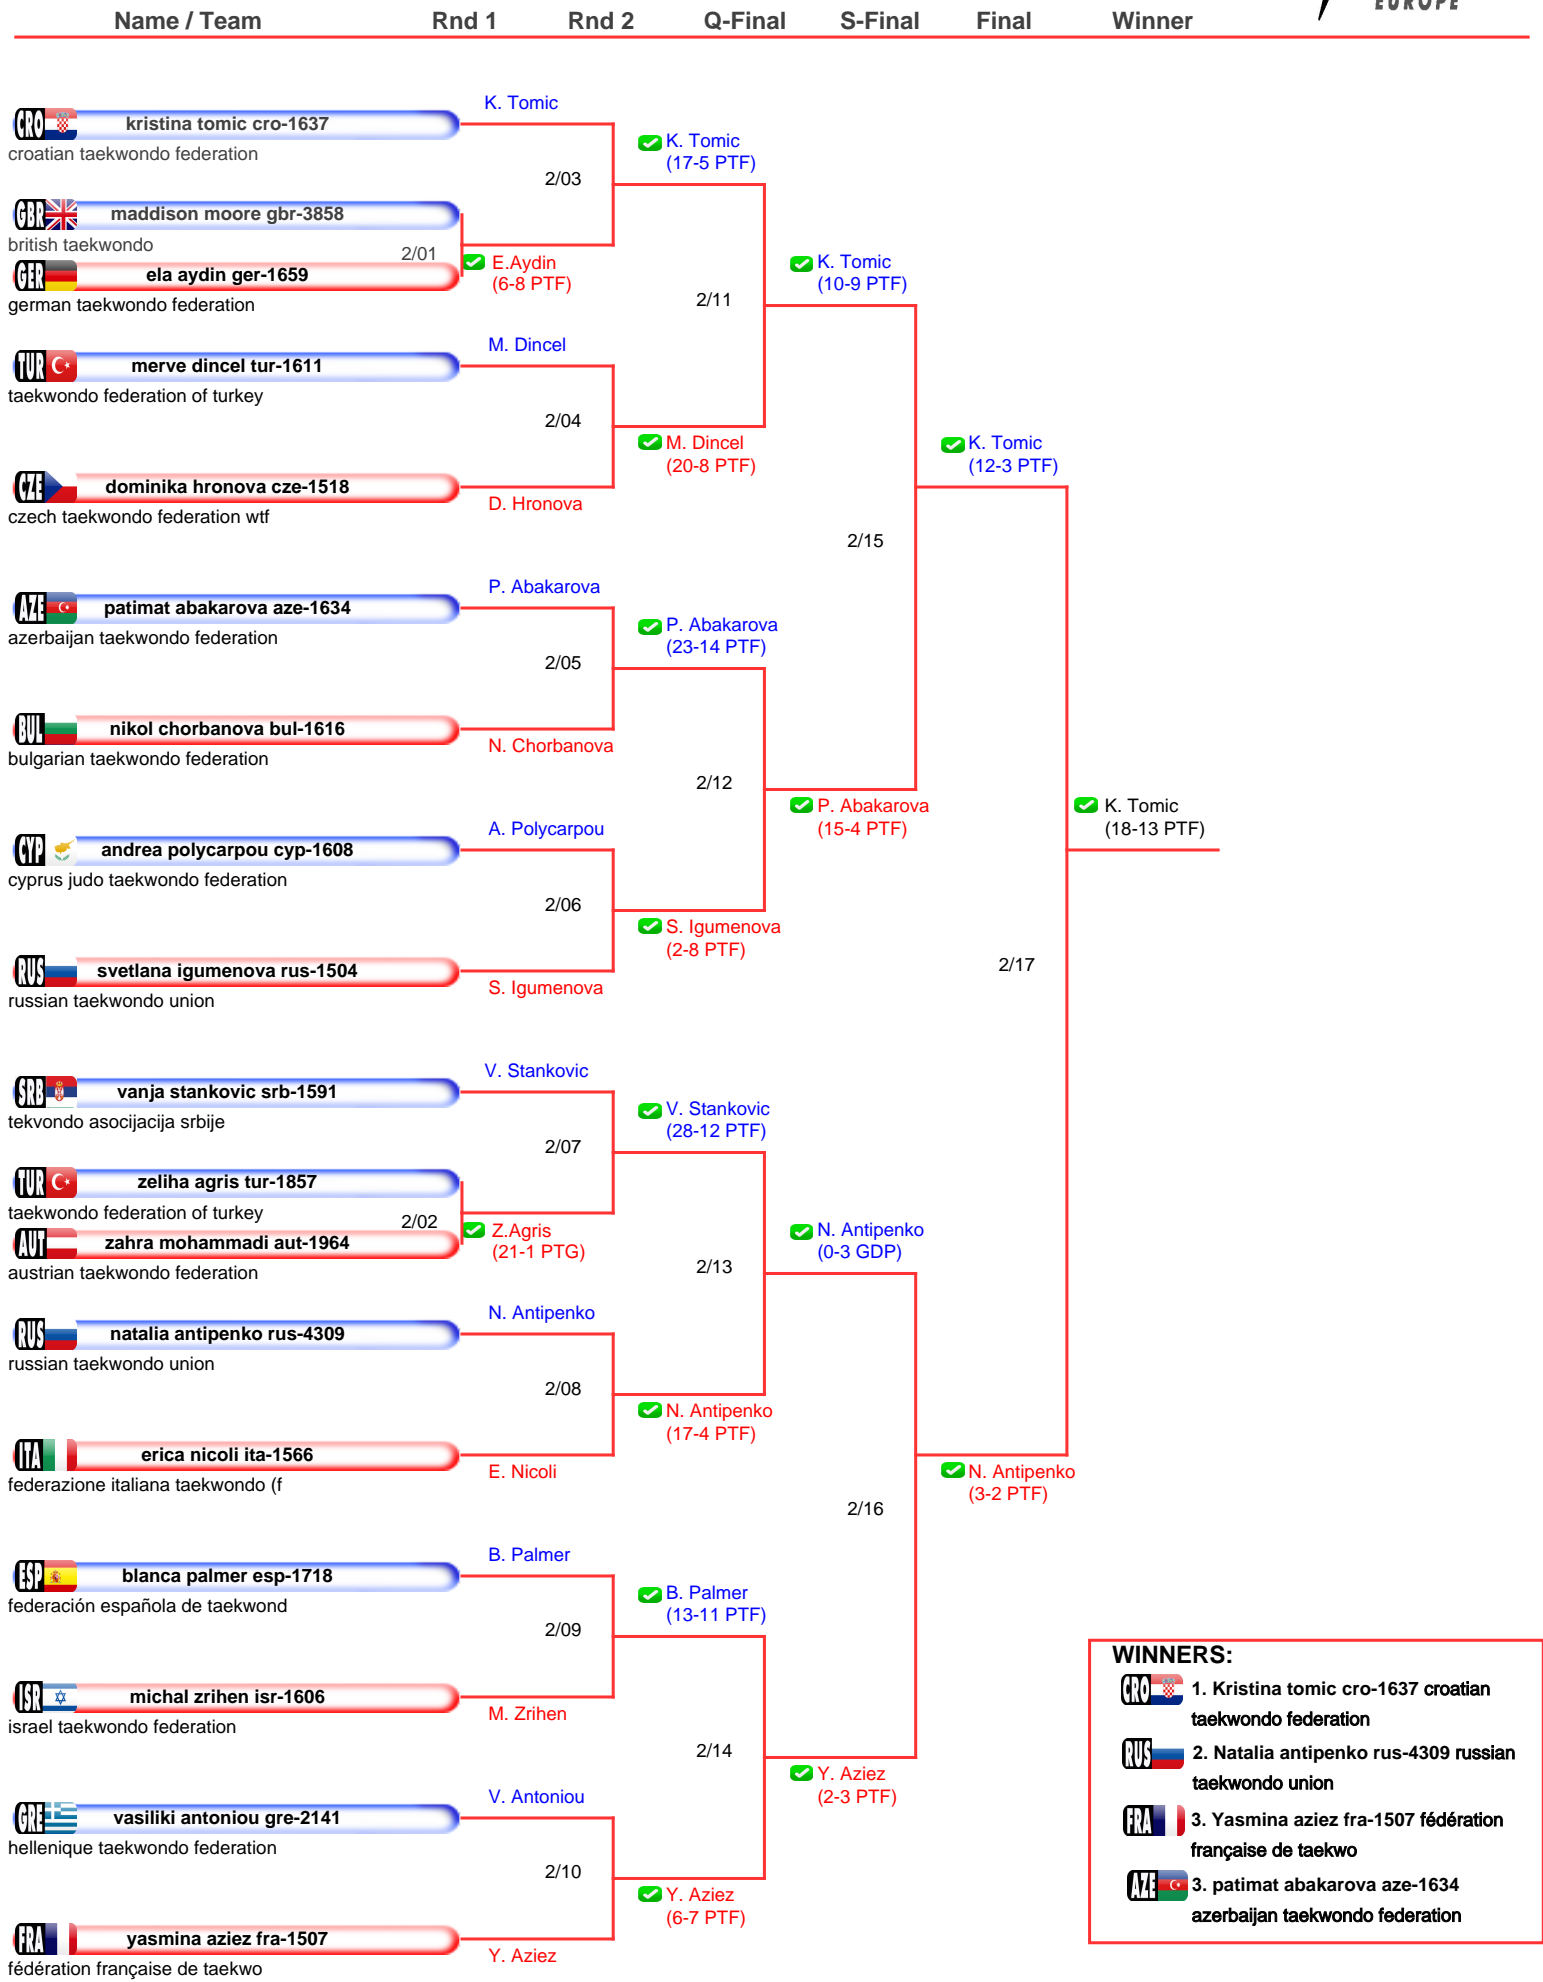 EUROPE
Name / Team Rnd 1 Rnd 2 Q-Final S-Final Final Winner
K. Tomic
CRO kristina tomic cro-1637
croatian taekwondo federation
K. Tomic
(17-5 PTF)
2/03
GBR maddison moore gbr-3858
british taekwondo
2/01
GER ela aydin ger-1659
german taekwondo federation
E.Aydin
(6-8 PTF)
K. Tomic
(10-9 PTF)
2/11
M. Dincel
TUR merve dincel tur-1611
taekwondo federation of turkey
2/04
M. Dincel
(20-8 PTF)
K. Tomic
(12-3 PTF)
CZE dominika hronova cze-1518
czech taekwondo federation wtf
D. Hronova
2/15
P. Abakarova
AZE patimat abakarova aze-1634
azerbaijan taekwondo federation
P. Abakarova
(23-14 PTF)
2/05
BUL nikol chorbanova bul-1616
bulgarian taekwondo federation
N. Chorbanova
2/12
P. Abakarova
(15-4 PTF)
K. Tomic
(18-13 PTF)
A. Polycarpou
CYP andrea polycarpou cyp-1608
cyprus judo taekwondo federation
2/06
S. Igumenova
(2-8 PTF)
RUS svetlana igumenova rus-1504
russian taekwondo union
S. Igumenova
2/17
V. Stankovic
SRB vanja stankovic srb-1591
tekvondo asocijacija srbije
V. Stankovic
(28-12 PTF)
2/07
TUR zeliha agris tur-1857
taekwondo federation of turkey
2/02
AUT zahra mohammadi aut-1964
austrian taekwondo federation
Z.Agris
(21-1 PTG)
N. Antipenko
(0-3 GDP)
2/13
N. Antipenko
RUS natalia antipenko rus-4309
russian taekwondo union
2/08
N. Antipenko
(17-4 PTF)
ITA erica nicoli ita-1566
federazione italiana taekwondo (f
E. Nicoli
N. Antipenko
(3-2 PTF)
2/16
B. Palmer
ESP blanca palmer esp-1718
federación española de taekwond
B. Palmer
(13-11 PTF)
2/09
ISR michal zrihen isr-1606
israel taekwondo federation
M. Zrihen
2/14
Y. Aziez
(2-3 PTF)
V. Antoniou
GRE vasiliki antoniou gre-2141
hellenique taekwondo federation
2/10
Y. Aziez
(6-7 PTF)
FRA yasmina aziez fra-1507
fédération française de taekwo
Y. Aziez
WINNERS:
CRO 1. Kristina tomic cro-1637 croatian
taekwondo federation
RUS 2. Natalia antipenko rus-4309 russian
taekwondo union
FRA 3. Yasmina aziez fra-1507 fédération
française de taekwo
AZE 3. patimat abakarova aze-1634
azerbaijan taekwondo federation